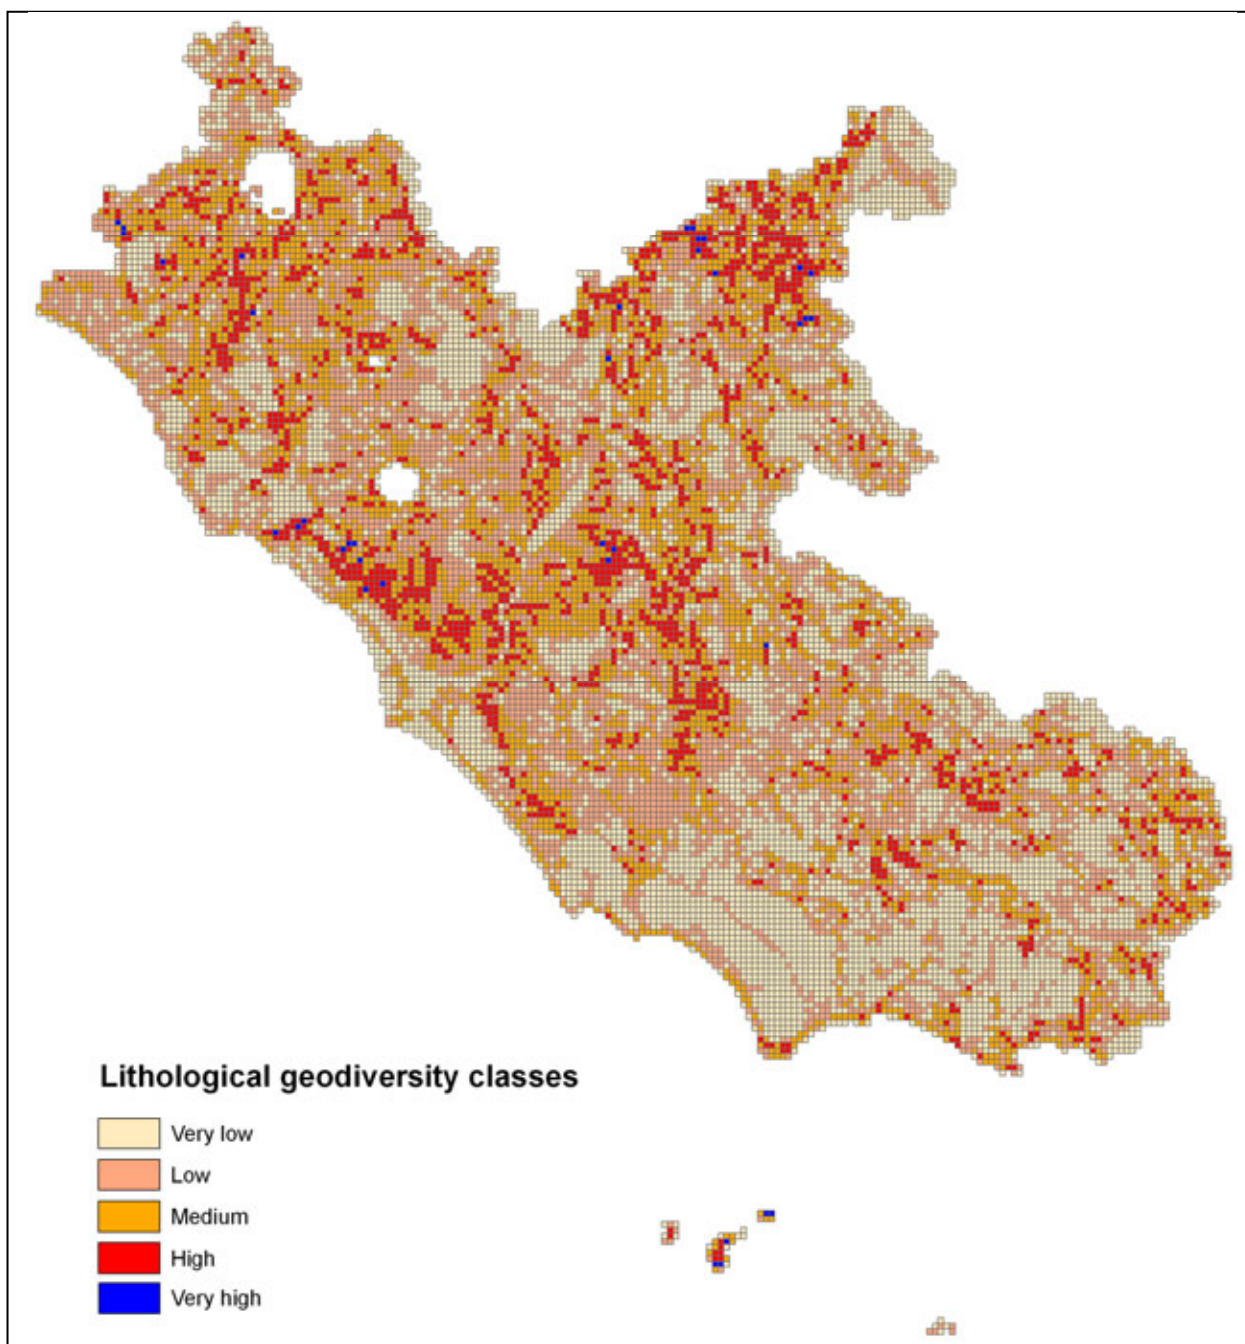 Lithological geodiversity classes
Very low
Low
Medium
High
Very high